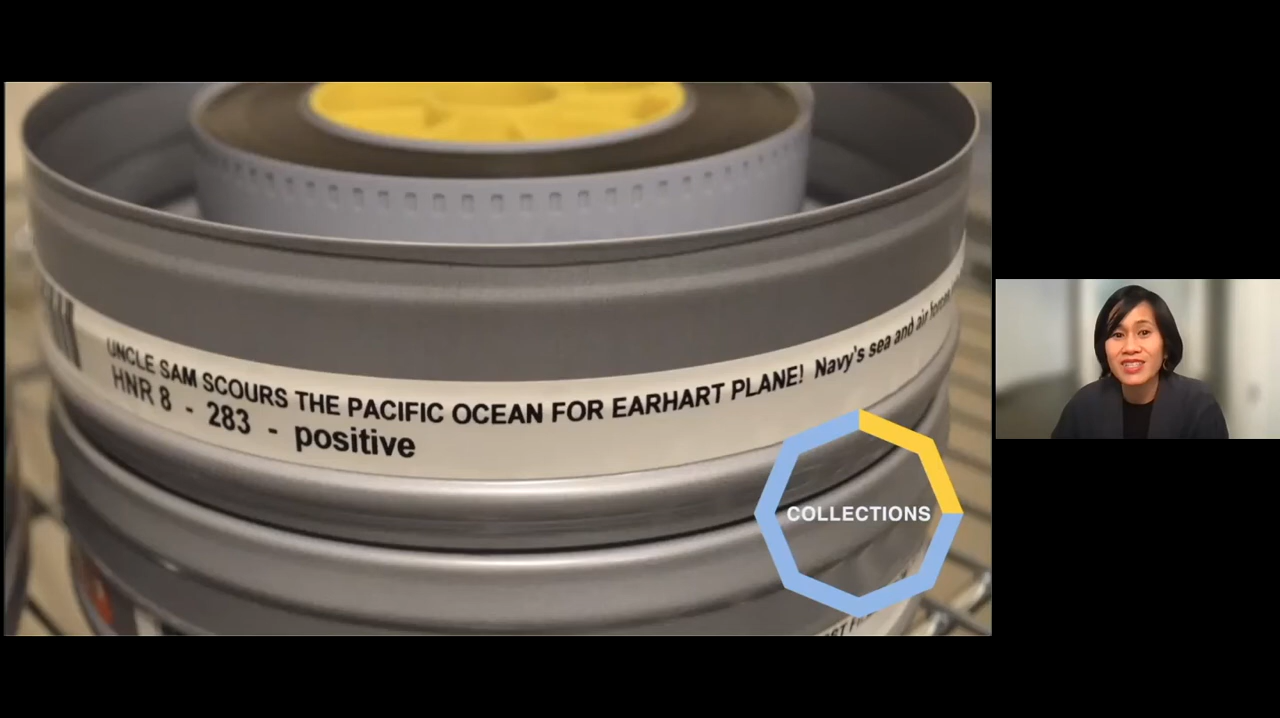 UNCLE SAM SCOURS THE PACIFIC OCEAN FOR EARHART PLANE! Navy's sea and air
HNR 8 - 283 - positive
COLLECTIONS